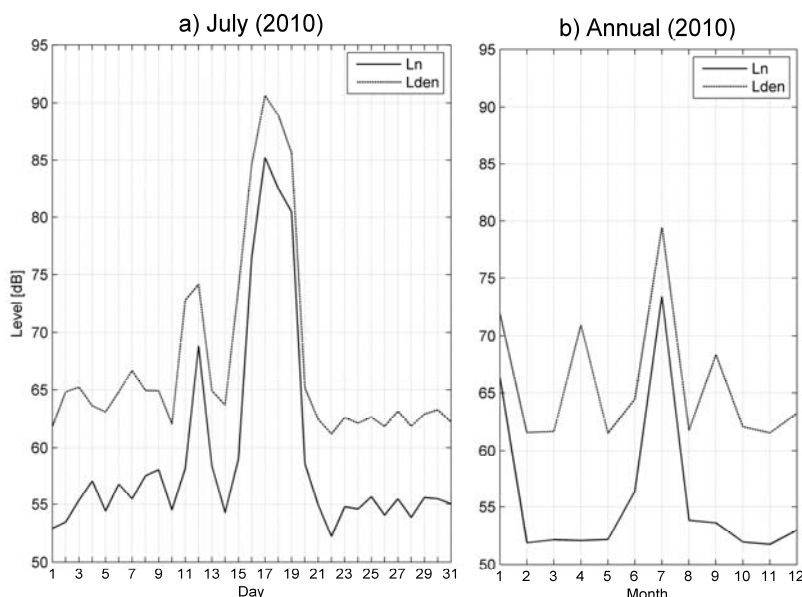 a) July (2010)
95
90
85
80
75
70
65
60
55
50
Level [dB]
Ln
Lden
1 3 5 7 9 11 13 15 17 19 21 23 25 27 29 31
Day
b) Annual (2010)
95
90
85
80
75
70
65
60
55
50
Ln
Lden
1 2 3 4 5 6 7 8 9 10 11 12
Month